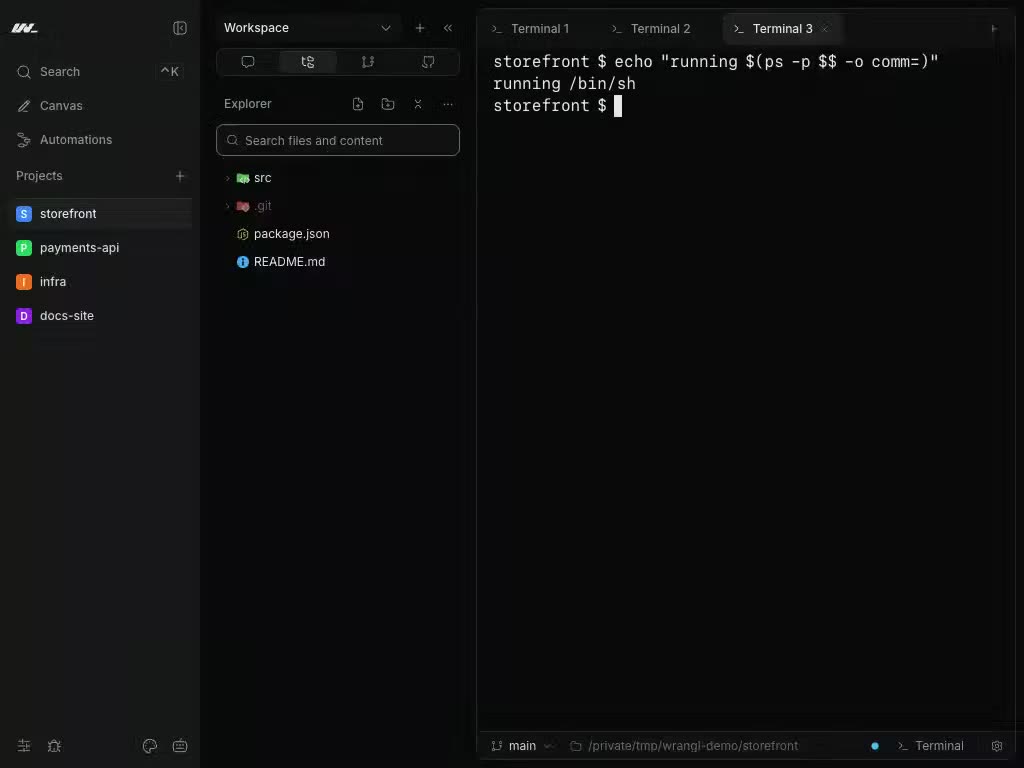 Search ^K
Canvas
Automations
Projects
S storefront
P payments-api
I infra
D docs-site
Workspace
Explorer
Search files and content
src
.git
package.json
README.md
Terminal 1
Terminal 2
Terminal 3
storefront $ echo "running $(ps -p $$ -o comm=)"
running /bin/sh
storefront $
main
/private/tmp/wrangl-demo/storefront
Terminal